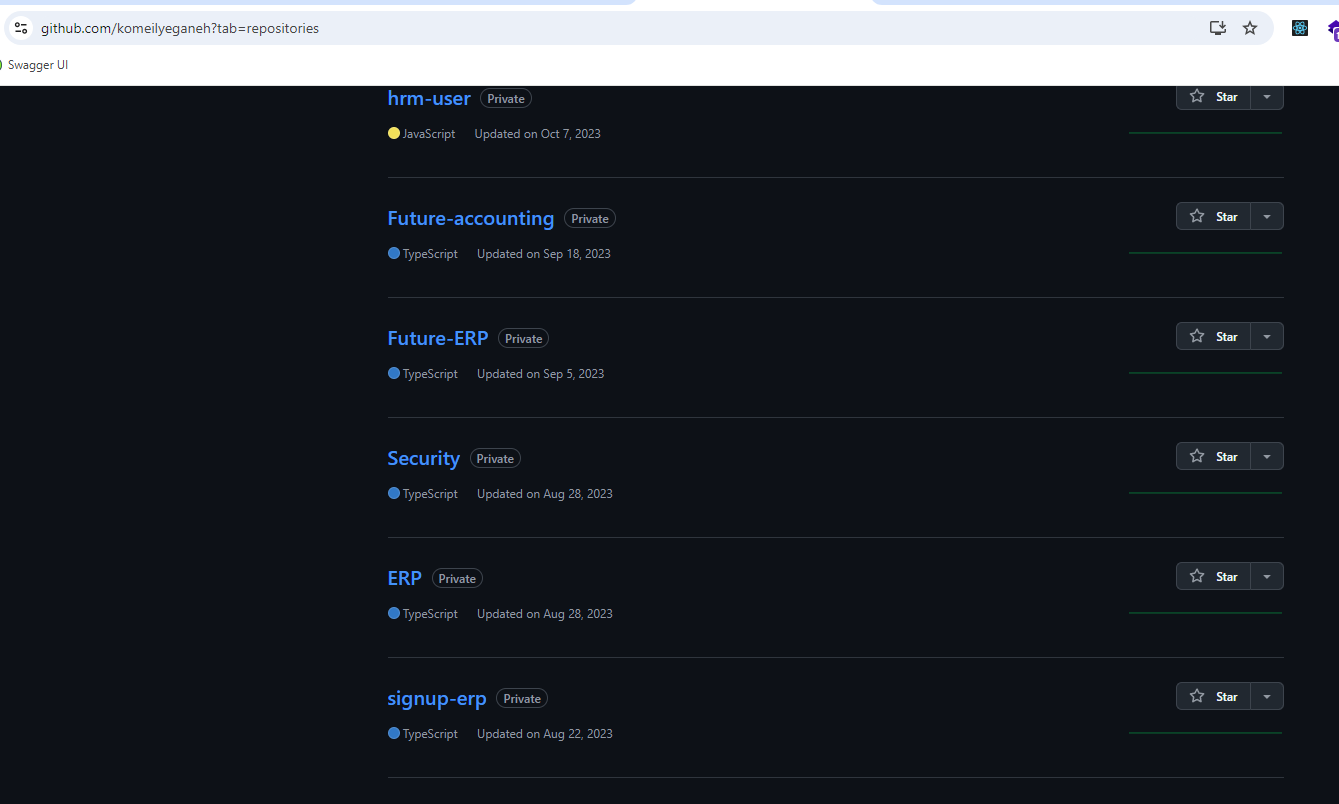 github.com/komeilyeganeh?tab=repositories
Swagger UI
hrm-user Private Star
JavaScript Updated on Oct 7, 2023
Future-accounting Private Star
TypeScript Updated on Sep 18, 2023
Future-ERP Private Star
TypeScript Updated on Sep 5, 2023
Security Private Star
TypeScript Updated on Aug 28, 2023
ERP Private Star
TypeScript Updated on Aug 28, 2023
signup-erp Private Star
TypeScript Updated on Aug 22, 2023